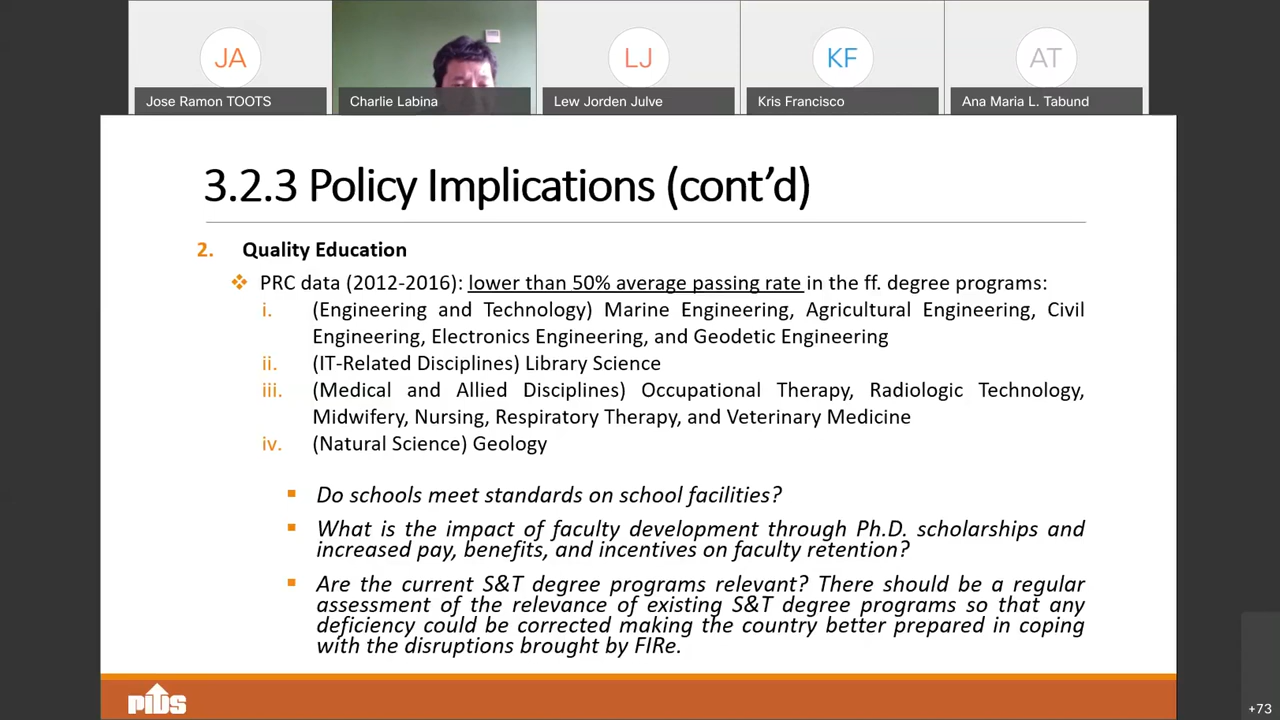 JA
LJ
KF
AT
Jose Ramon TOOTS
Charlie Labina
Lew Jorden Julve
Kris Francisco
Ana Maria L. Tabund
3.2.3 Policy Implications (cont’d)
2. Quality Education
❖ PRC data (2012-2016): lower than 50% average passing rate in the ff. degree programs:
i. (Engineering and Technology) Marine Engineering, Agricultural Engineering, Civil
Engineering, Electronics Engineering, and Geodetic Engineering
ii. (IT-Related Disciplines) Library Science
iii. (Medical and Allied Disciplines) Occupational Therapy, Radiologic Technology,
Midwifery, Nursing, Respiratory Therapy, and Veterinary Medicine
iv. (Natural Science) Geology
▪ Do schools meet standards on school facilities?
▪ What is the impact of faculty development through Ph.D. scholarships and
increased pay, benefits, and incentives on faculty retention?
▪ Are the current S&T degree programs relevant? There should be a regular
assessment of the relevance of existing S&T degree programs so that any
deficiency could be corrected making the country better prepared in coping
with the disruptions brought by FIRe.
PIDS
+73